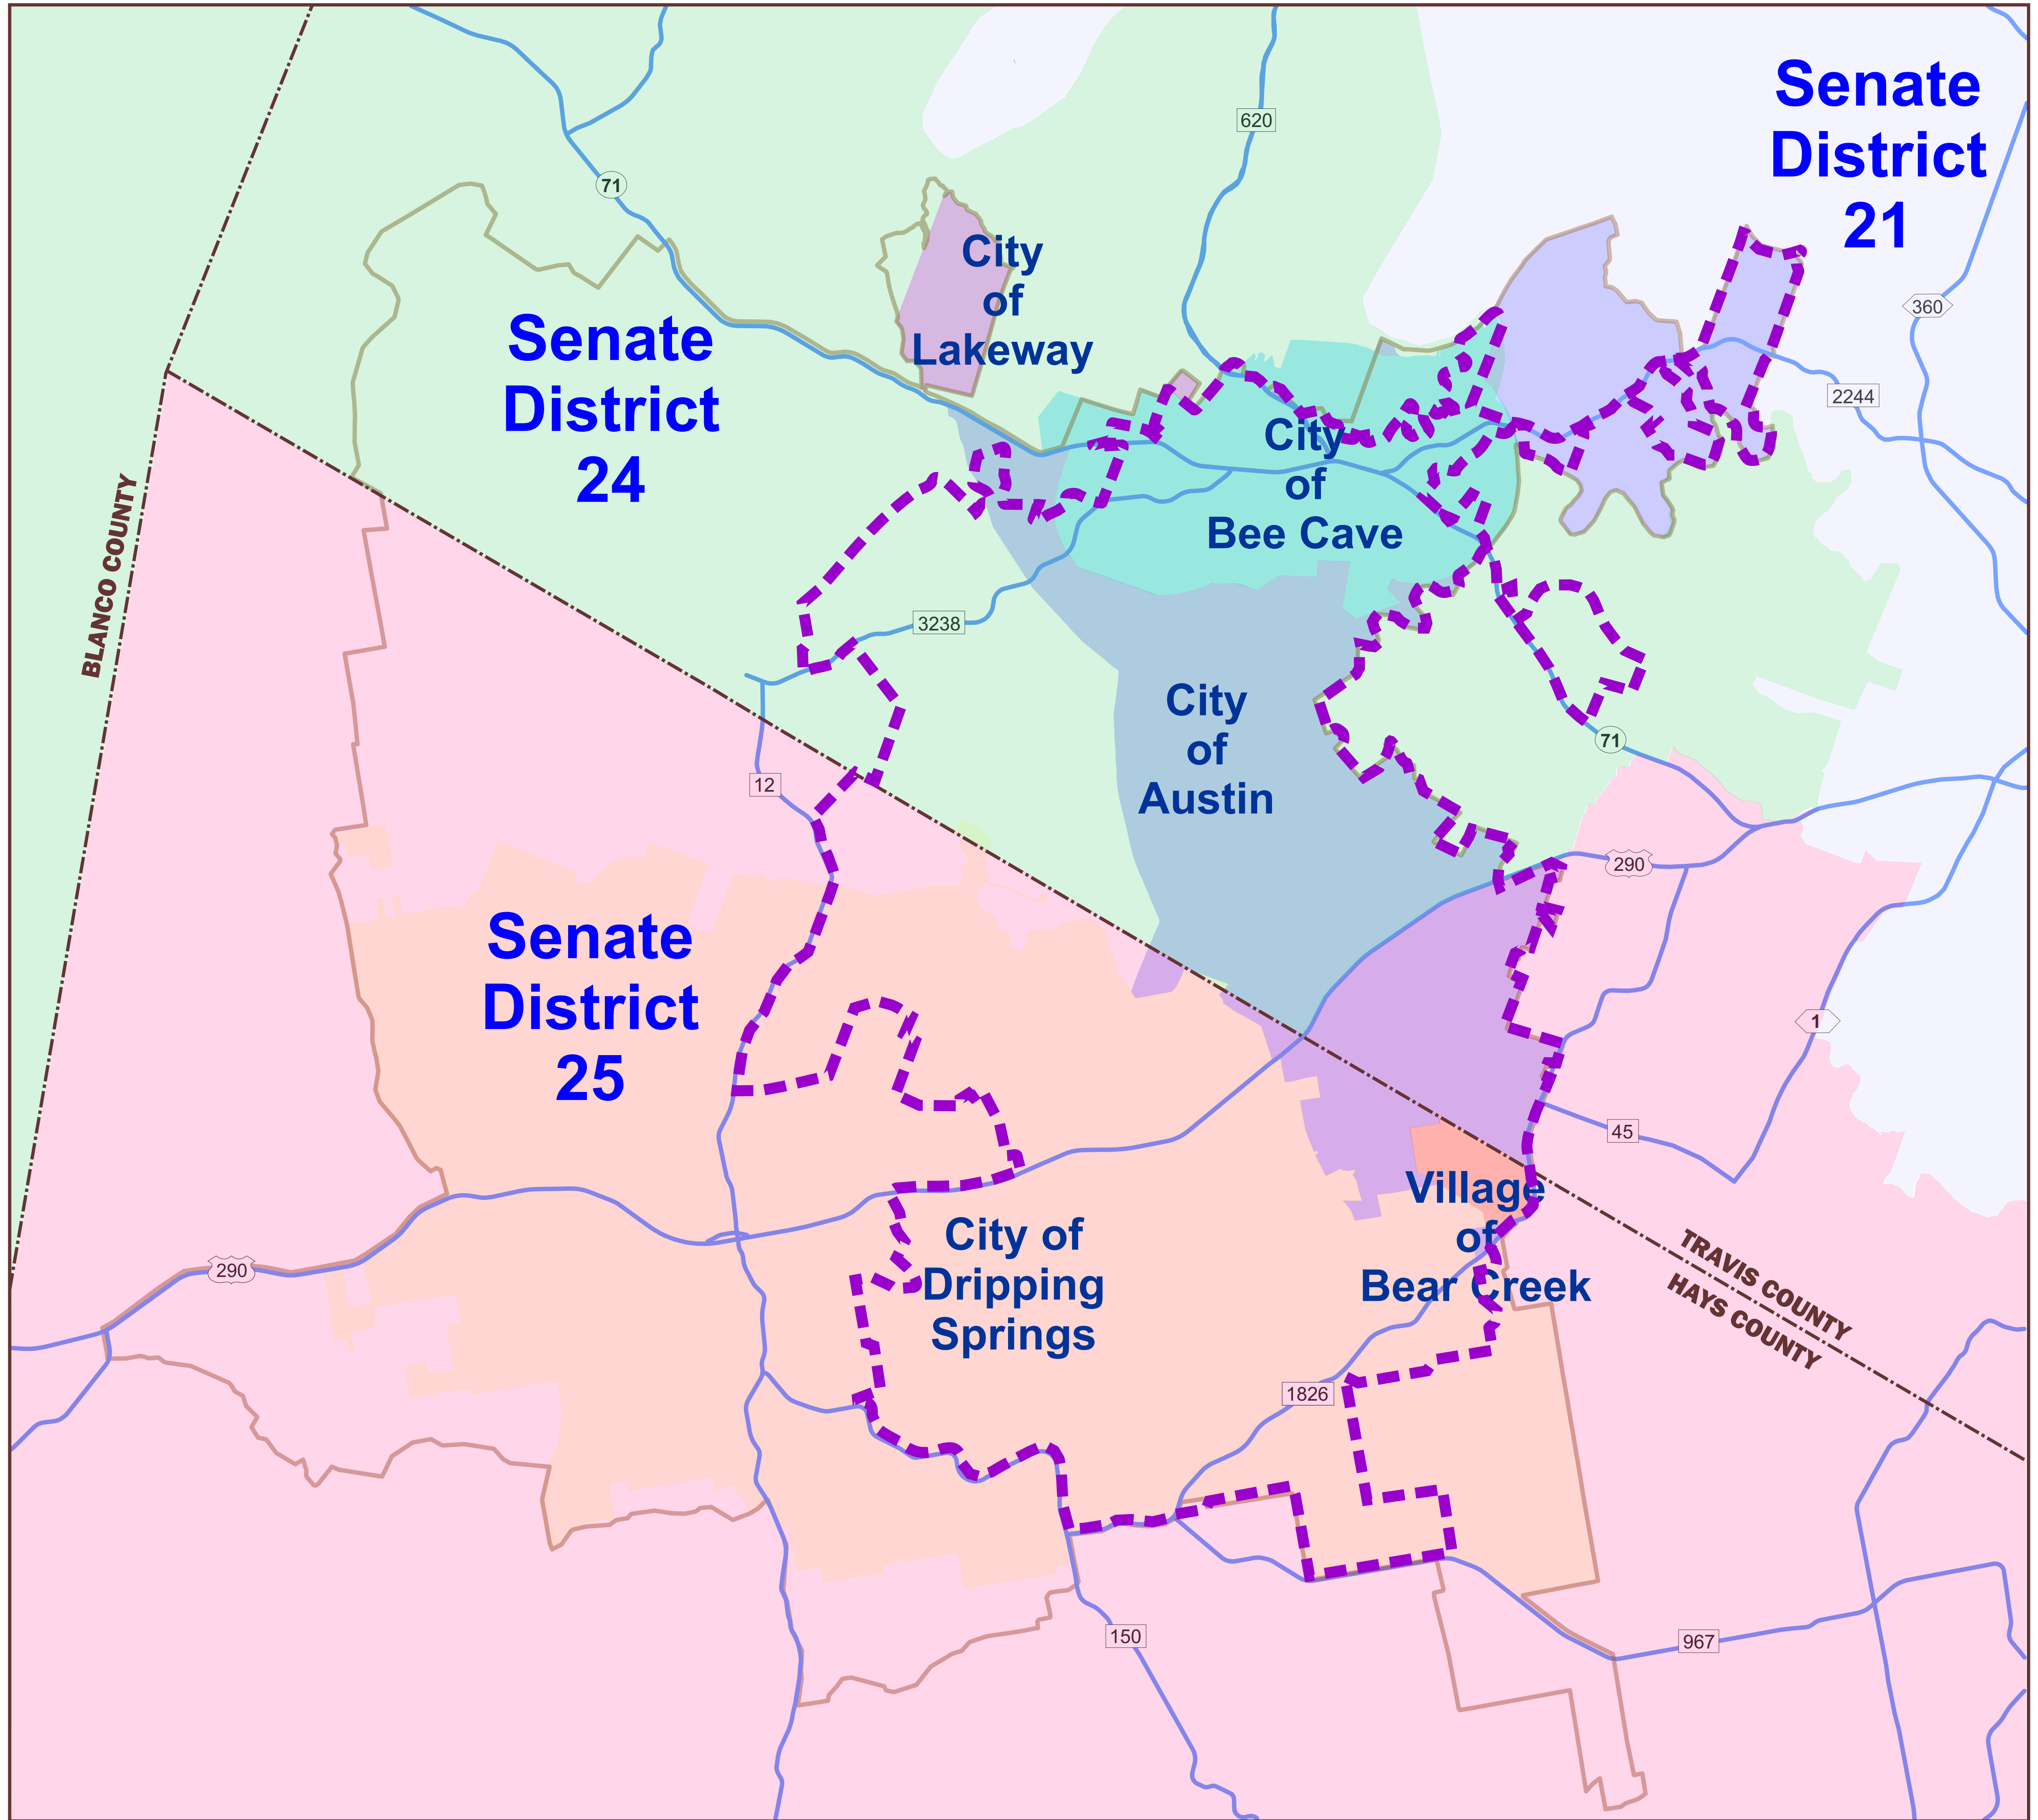 Senate
District
21
620
71
City
of
Lakeway
360
Senate
District
24
2244
City
of
Bee Cave
BLANCO COUNTY
3238
City
of
Austin
71
12
290
Senate
District
25
1
45
Village
of
Bear Creek
City of
Dripping
Springs
TRAVIS COUNTY
HAYS COUNTY
290
1826
150
967